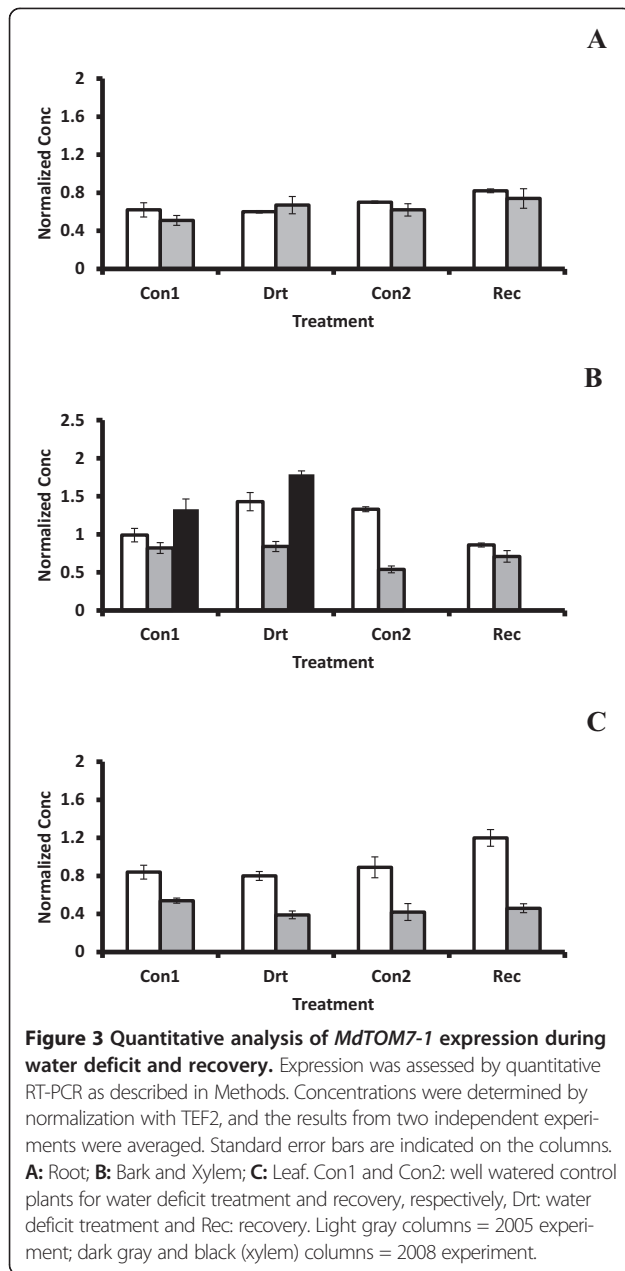 A
Normalized Conc
2
1.6
1.2
0.8
0.4
0
Con1 Drt Con2 Rec
Treatment
B
Normalized Conc
2.5
2
1.5
1
0.5
0
Con1 Drt Con2 Rec
Treatment
C
Normalized Conc
2
1.6
1.2
0.8
0.4
0
Con1 Drt Con2 Rec
Treatment
Figure 3 Quantitative analysis of MdTOM7-1 expression during
water deficit and recovery. Expression was assessed by quantitative
RT-PCR as described in Methods. Concentrations were determined by
normalization with TEF2, and the results from two independent experi-
ments were averaged. Standard error bars are indicated on the columns.
A: Root; B: Bark and Xylem; C: Leaf. Con1 and Con2: well watered control
plants for water deficit treatment and recovery, respectively, Drt: water
deficit treatment and Rec: recovery. Light gray columns = 2005 experi-
ment; dark gray and black (xylem) columns = 2008 experiment.